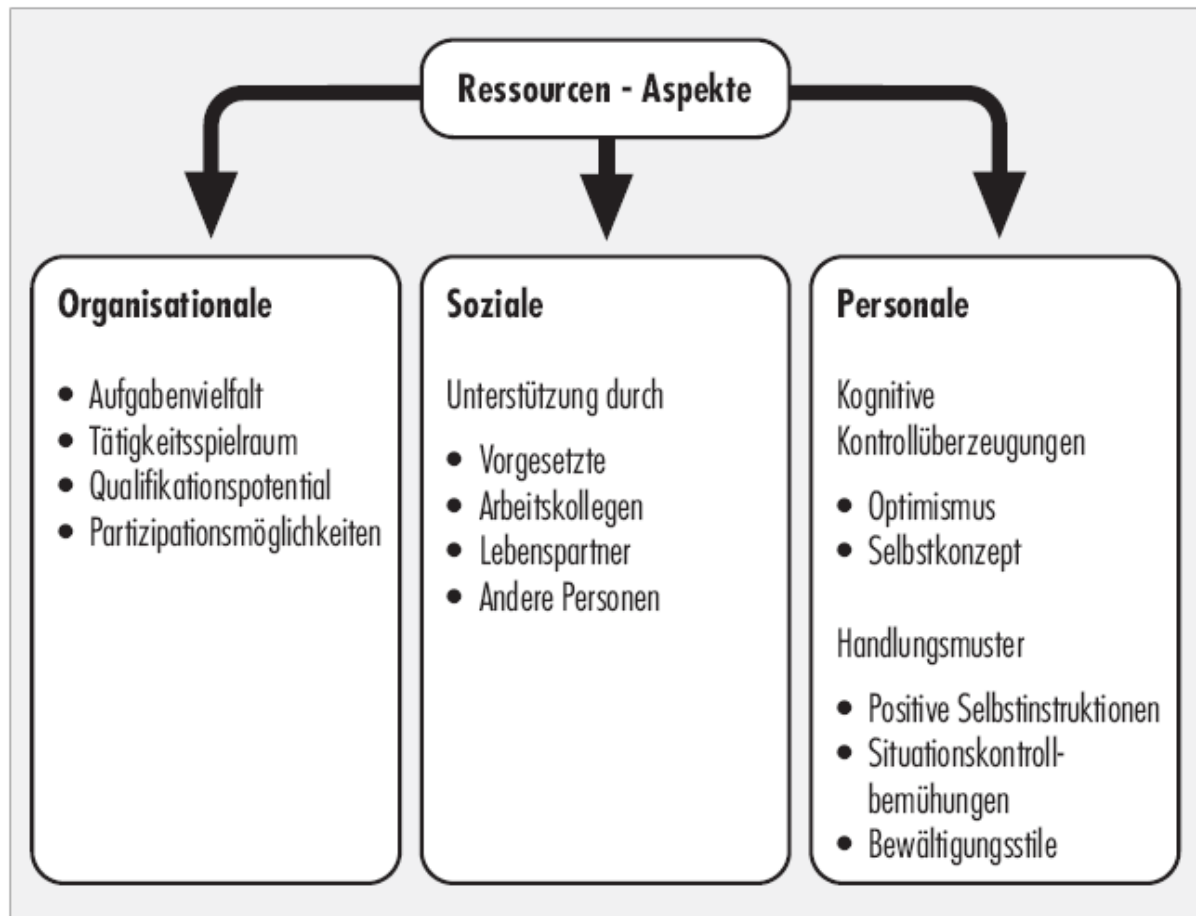 Ressourcen - Aspekte
Organisationale
• Aufgabenvielfalt
• Tätigkeitsspielraum
• Qualifikationspotential
• Partizipationsmöglichkeiten
Soziale
Unterstützung durch
• Vorgesetzte
• Arbeitskollegen
• Lebenspartner
• Andere Personen
Personale
Kognitive
Kontrollüberzeugungen
• Optimismus
• Selbstkonzept
Handlungsmuster
• Positive Selbstinstruktionen
• Situationskontroll-
bemühungen
• Bewältigungsstile